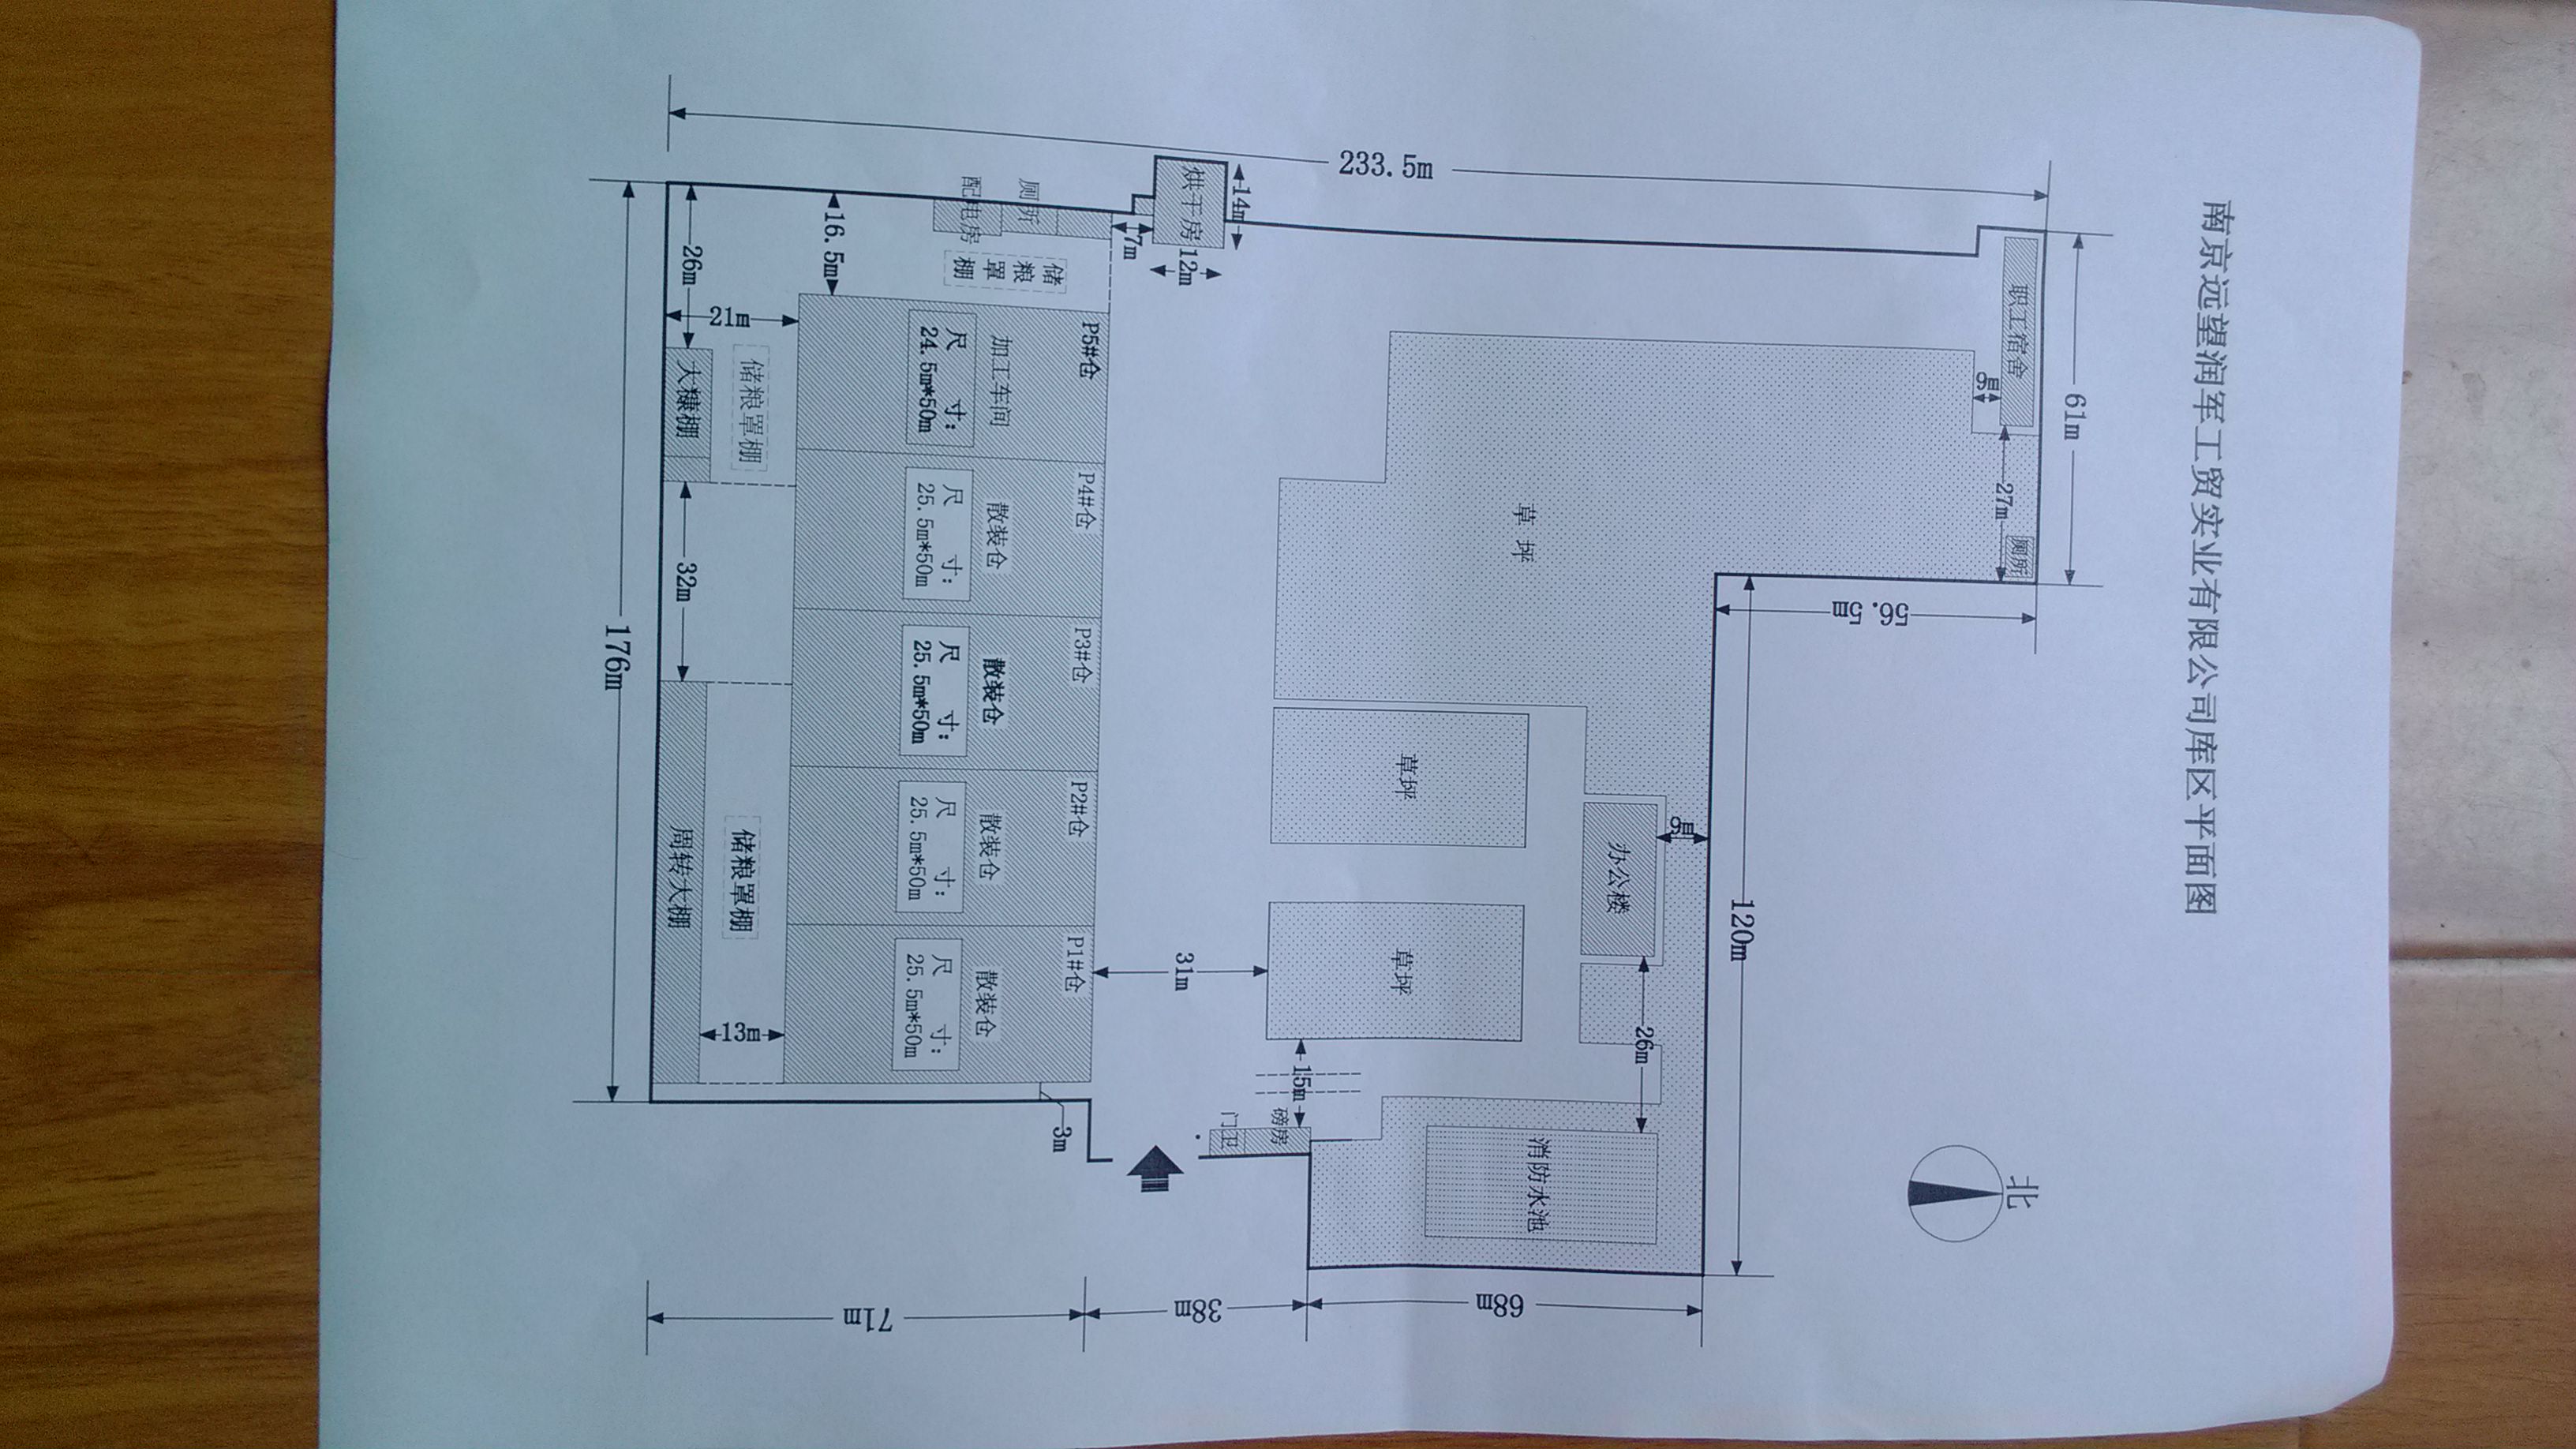 南京远望润军工贸实业有限公司库区平面图
北
61m
233.5m
职工宿舍
9m
27m
厕所
56.5m
120m
草 坪
草坪
草坪
办公楼
9m
26m
消防水池
68m
烘干房
14m
12m
7m
31m
15m
磅房
门卫
38m
厕所
配电房
储粮罩棚
16.5m
P5#仓
加工车间
尺 寸:
24.5m*50m
P4#仓
散装仓
尺 寸:
25.5m*50m
P3#仓
散装仓
尺 寸:
25.5m*50m
P2#仓
散装仓
尺 寸:
25.5m*50m
P1#仓
散装仓
尺 寸:
25.5m*50m
3m
71m
26m
21m
储粮罩棚
大糠棚
32m
储粮罩棚
周转大棚
13m
176m